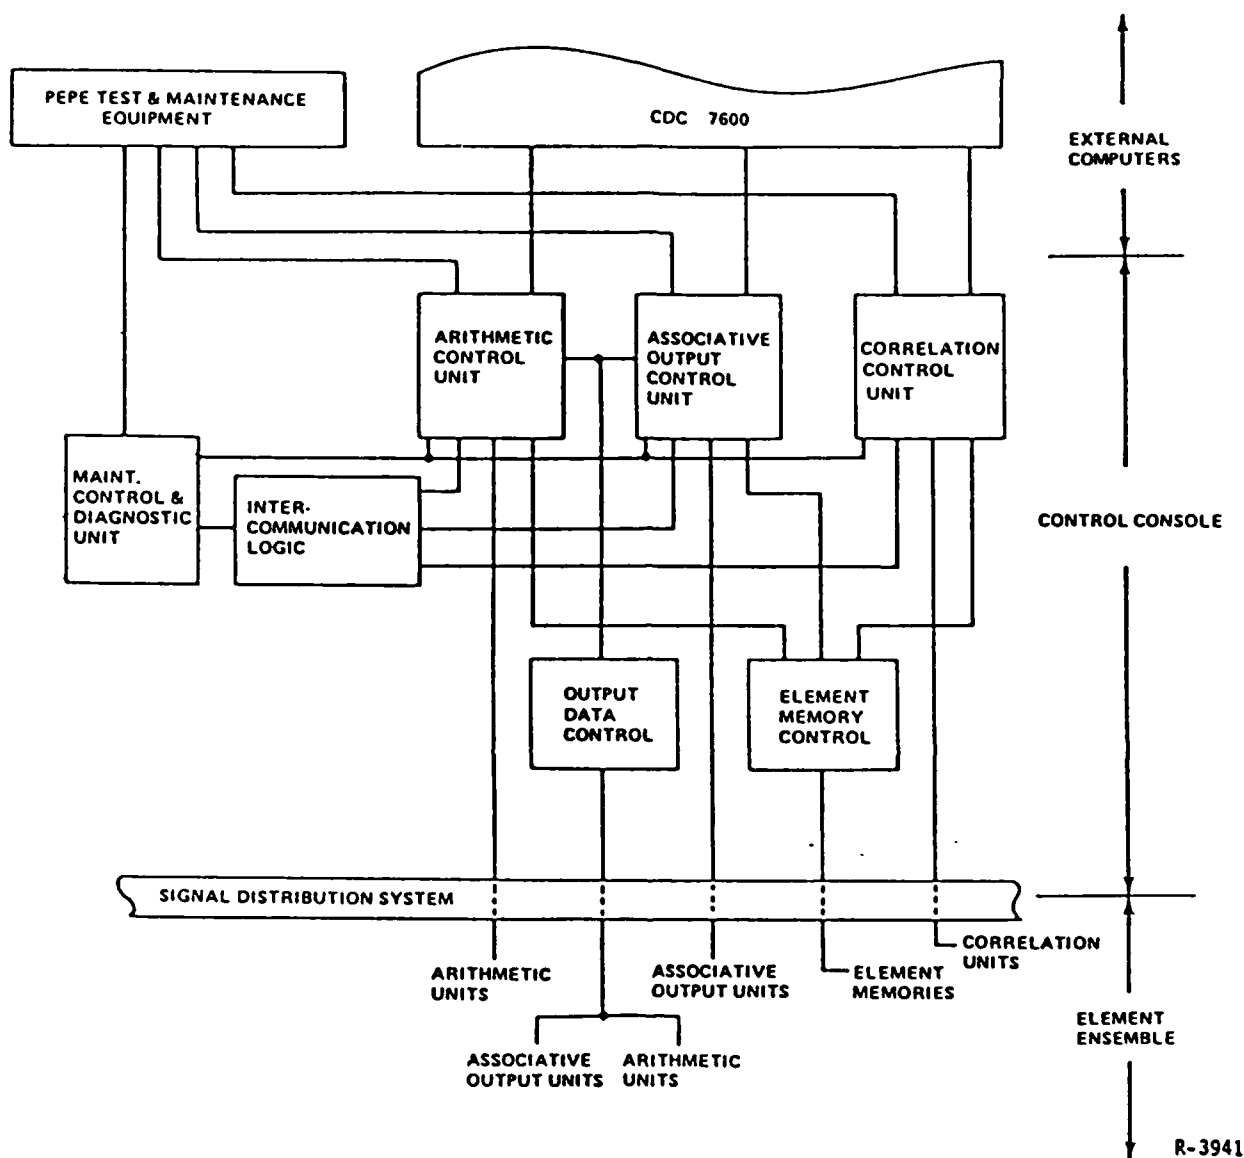 PEPE TEST & MAINTENANCE
EQUIPMENT
CDC 7600
EXTERNAL
COMPUTERS
ARITHMETIC
CONTROL
UNIT
ASSOCIATIVE
OUTPUT
CONTROL
UNIT
CORRELATION
CONTROL
UNIT
MAINT.
CONTROL &
DIAGNOSTIC
UNIT
INTER-
COMMUNICATION
LOGIC
CONTROL CONSOLE
OUTPUT
DATA
CONTROL
ELEMENT
MEMORY
CONTROL
SIGNAL DISTRIBUTION SYSTEM
ARITHMETIC
UNITS
ASSOCIATIVE
OUTPUT UNITS
ELEMENT
MEMORIES
CORRELATION
UNITS
ELEMENT
ENSEMBLE
ASSOCIATIVE
OUTPUT UNITS
ARITHMETIC
UNITS
R-3941